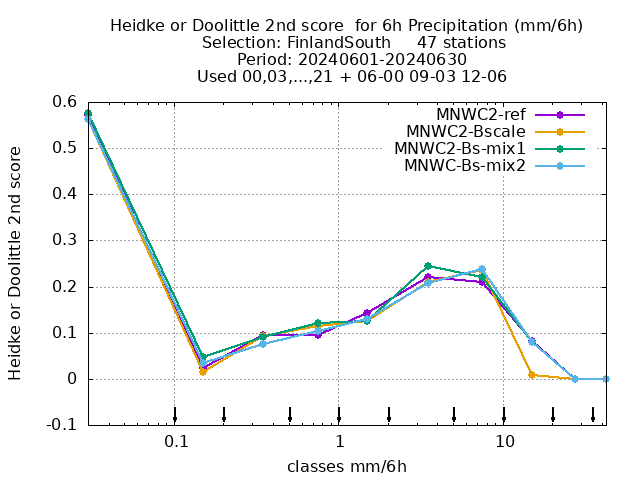 Heidke or Doolittle 2nd score  for 6h Precipitation (mm/6h)
Selection: FinlandSouth     47 stations
Period: 20240601-20240630
Used 00,03,...,21 + 06-00 09-03 12-06
MNWC2-ref
MNWC2-Bscale
MNWC2-Bs-mix1
MNWC-Bs-mix2
Heidke or Doolittle 2nd score
0.6
0.5
0.4
0.3
0.2
0.1
0
-0.1
0.1
1
10
classes mm/6h